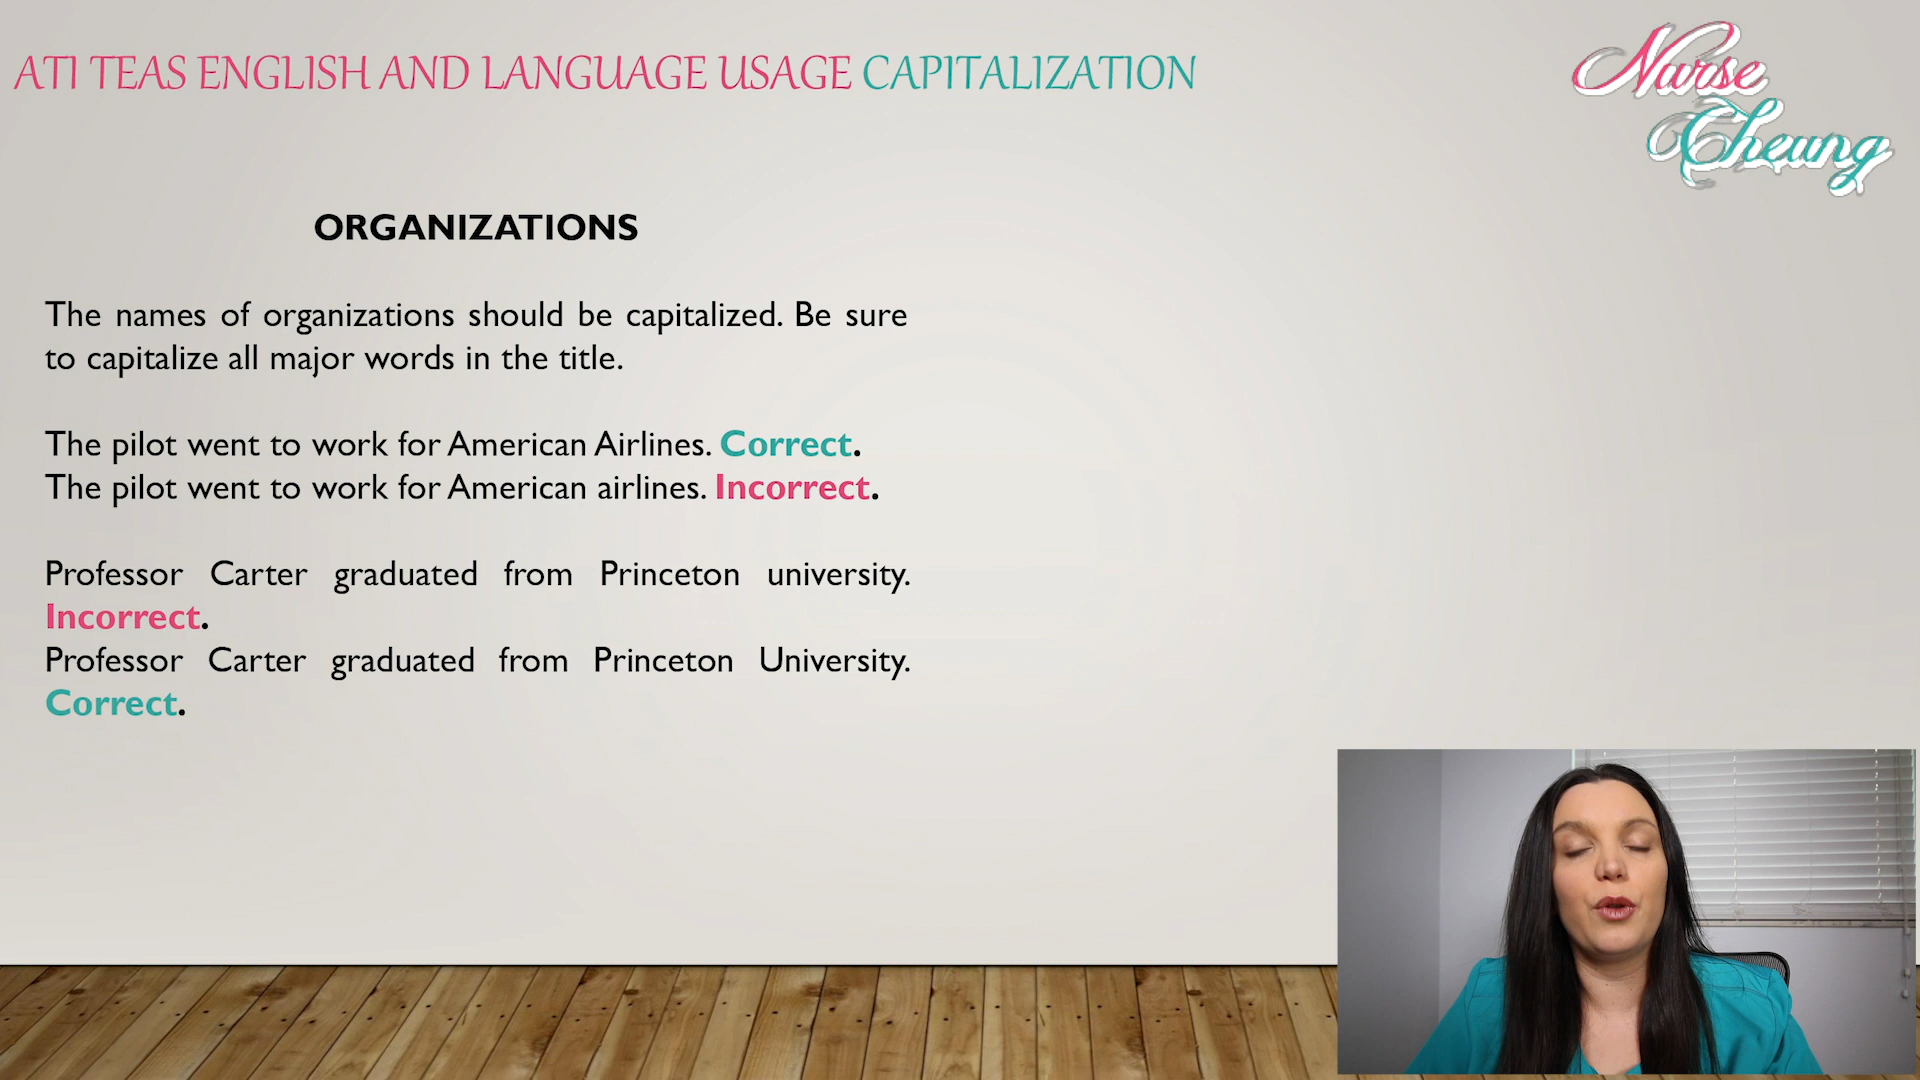 ATI TEAS ENGLISH AND LANGUAGE USAGE CAPITALIZATION
Nurse
Cheung
ORGANIZATIONS
The names of organizations should be capitalized. Be sure
to capitalize all major words in the title.
The pilot went to work for American Airlines. Correct.
The pilot went to work for American airlines. Incorrect.
Professor Carter graduated from Princeton university.
Incorrect.
Professor Carter graduated from Princeton University.
Correct.